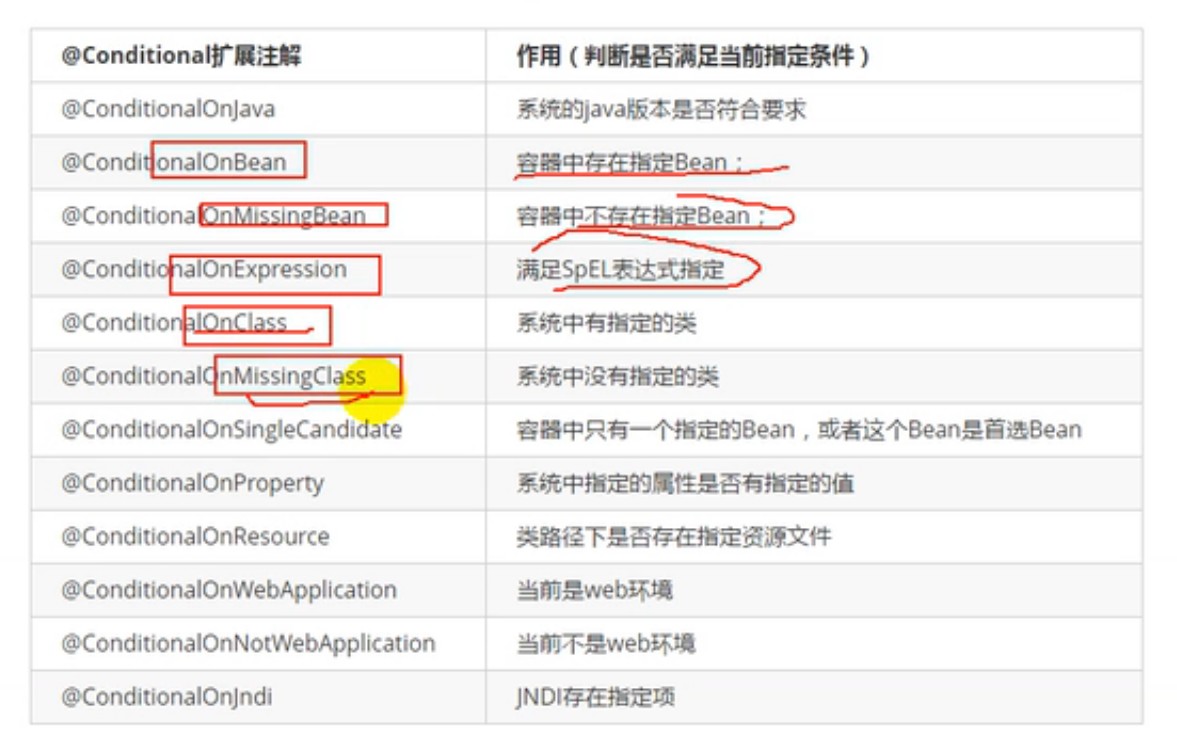 @Conditional扩展注解 作用（判断是否满足当前指定条件）
@ConditionalOnJava 系统的java版本是否符合要求
@ConditionalOnBean 容器中存在指定Bean；
@ConditionalOnMissingBean 容器中不存在指定Bean；
@ConditionalOnExpression 满足SpEL表达式指定
@ConditionalOnClass 系统中有指定的类
@ConditionalOnMissingClass 系统中没有指定的类
@ConditionalOnSingleCandidate 容器中只有一个指定的Bean，或者这个Bean是首选Bean
@ConditionalOnProperty 系统中指定的属性是否有指定的值
@ConditionalOnResource 类路径下是否存在指定资源文件
@ConditionalOnWebApplication 当前是web环境
@ConditionalOnNotWebApplication 当前不是web环境
@ConditionalOnJndi JNDI存在指定项